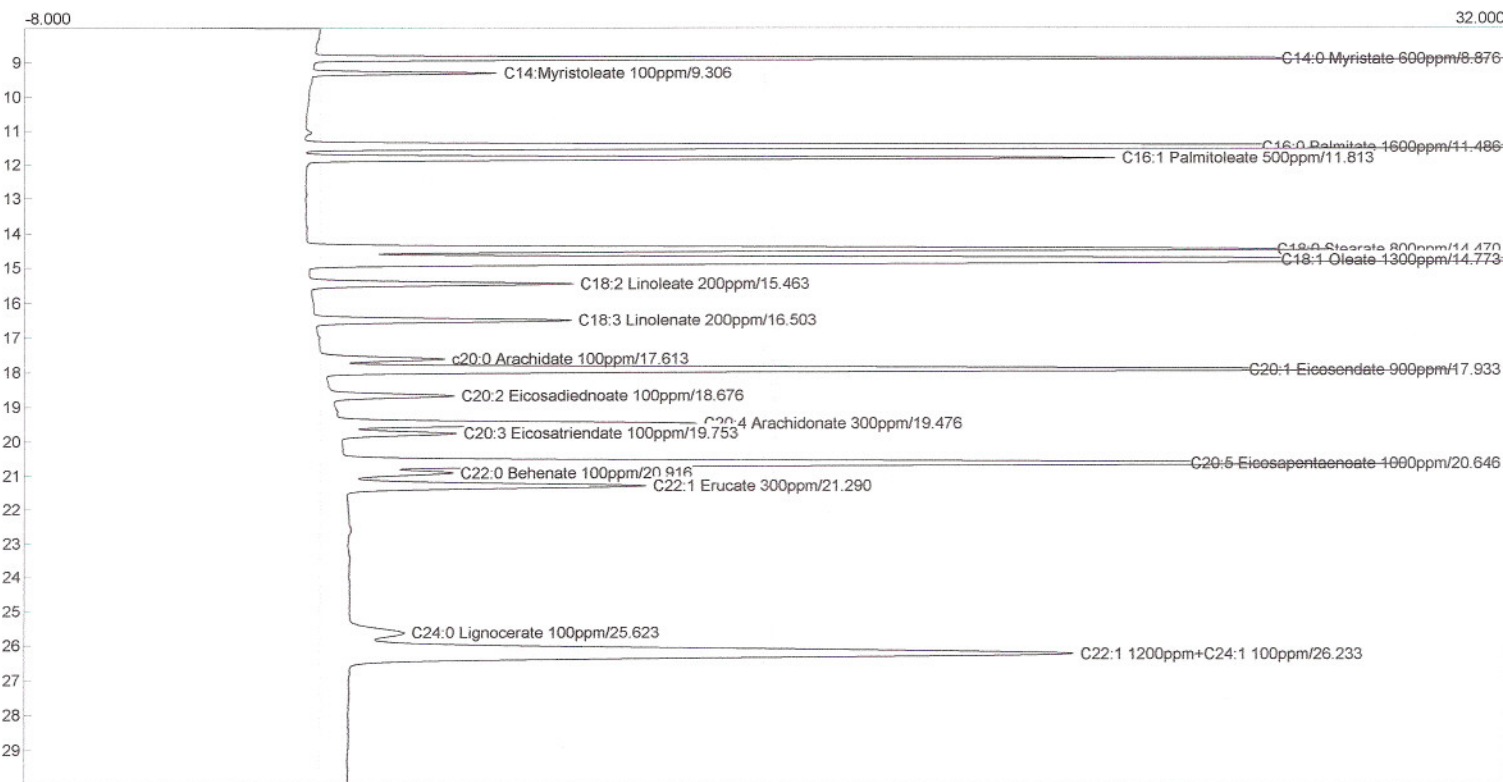 -8.000 32.000
C14:0 Myristate 600ppm/8.876
9
C14:Myristoleate 100ppm/9.306
10
11
C16:0 Palmitate 1600ppm/11.486
C16:1 Palmitoleate 500ppm/11.813
12
13
14
C18:0 Stearate 800ppm/14.470
C18:1 Oleate 1300ppm/14.773
15
C18:2 Linoleate 200ppm/15.463
16
C18:3 Linolenate 200ppm/16.503
17
c20:0 Arachidate 100ppm/17.613
C20:1 Eicosendate 900ppm/17.933
18
C20:2 Eicosadiednoate 100ppm/18.676
19
C20:4 Arachidonate 300ppm/19.476
C20:3 Eicosatriendate 100ppm/19.753
20
C20:5 Eicosapentaenoate 1000ppm/20.646
C22:0 Behenate 100ppm/20.916
21
C22:1 Erucate 300ppm/21.290
22
23
24
25
C24:0 Lignocerate 100ppm/25.623
26
C22:1 1200ppm+C24:1 100ppm/26.233
27
28
29